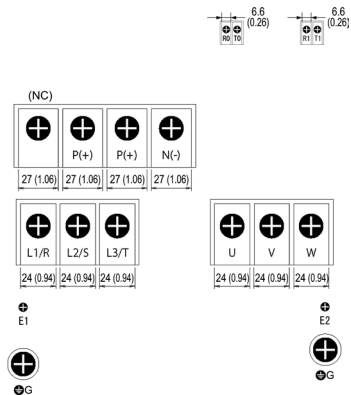 6.6
(0.26)
6.6
(0.26)
R0 T0
R1 T1
(NC)
P(+) P(+) N(-)
27 (1.06) 27 (1.06) 27 (1.06) 27 (1.06)
L1/R L2/S L3/T
U V W
24 (0.94) 24 (0.94) 24 (0.94)
24 (0.94) 24 (0.94) 24 (0.94)
E1
E2
G
G